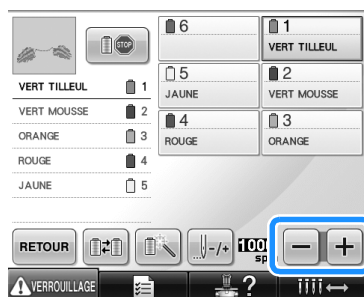 STOP
6
1
VERT TILLEUL
5
JAUNE
2
VERT MOUSSE
4
ROUGE
3
ORANGE
VERT TILLEUL 1
VERT MOUSSE 2
ORANGE 3
ROUGE 4
JAUNE 5
RETOUR
-/+
- +
VERROUILLAGE
?